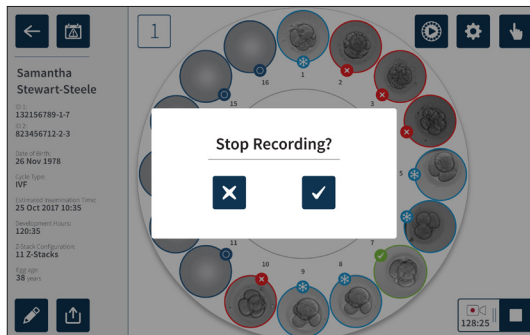 1
Samantha
Stewart-Steele
ID 1:
132156789-1-7
ID 2:
823456712-2-3
Date of Birth:
26 Nov 1978
Cycle Type:
IVF
Estimated Insemination Time:
25 Oct 2017 10:35
Development Hours:
120:35
Z-Stack Configuration:
11 Z-Stacks
Egg age:
38 years
16
1
2
15
3
Stop Recording?
5
11
7
10
9
8
128:25